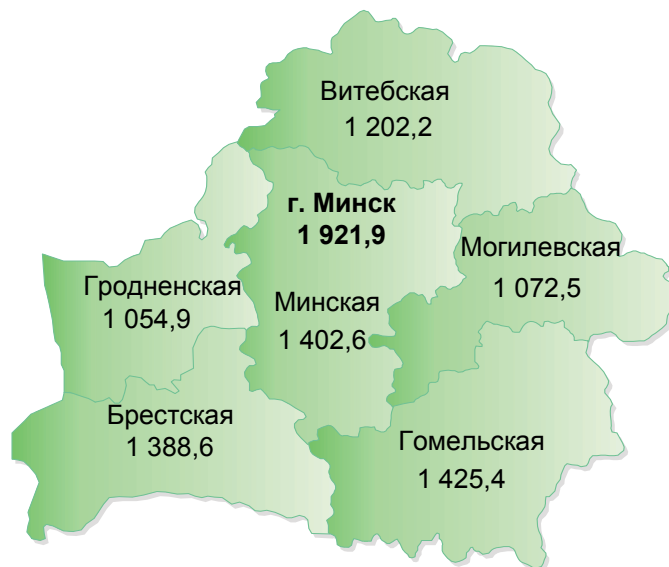 Витебская
1 202,2
г. Минск
1 921,9
Могилевская
1 072,5
Гродненская
1 054,9
Минская
1 402,6
Брестская
1 388,6
Гомельская
1 425,4